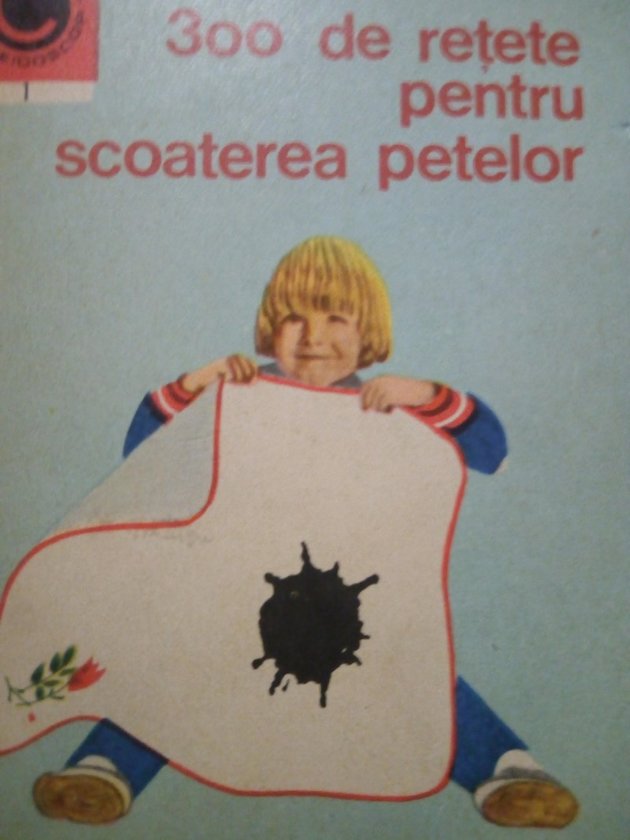 300 de rețete
pentru
scoaterea petelor